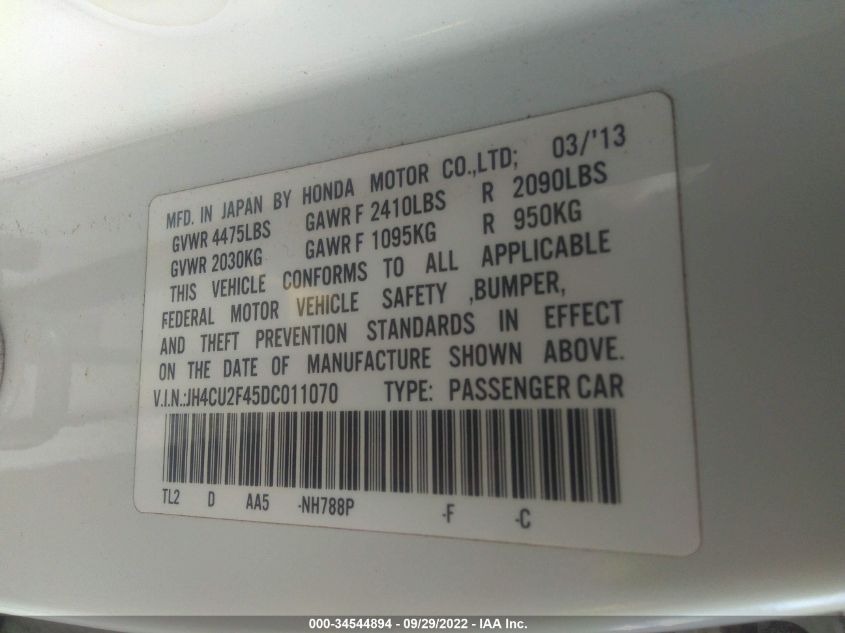 MFD. IN JAPAN BY HONDA MOTOR CO.,LTD; 03/'13
GVWR 4475LBS GAWR F 2410LBS R 2090LBS
GVWR 2030KG GAWR F 1095KG R 950KG
THIS VEHICLE CONFORMS TO ALL APPLICABLE
FEDERAL MOTOR VEHICLE SAFETY ,BUMPER,
AND THEFT PREVENTION STANDARDS IN EFFECT
ON THE DATE OF MANUFACTURE SHOWN ABOVE.
V.I.N.:JH4CU2F45DC011070 TYPE: PASSENGER CAR
TL2 D AA5 -NH788P -F -C
000-34544894 - 09/29/2022 - IAA Inc.